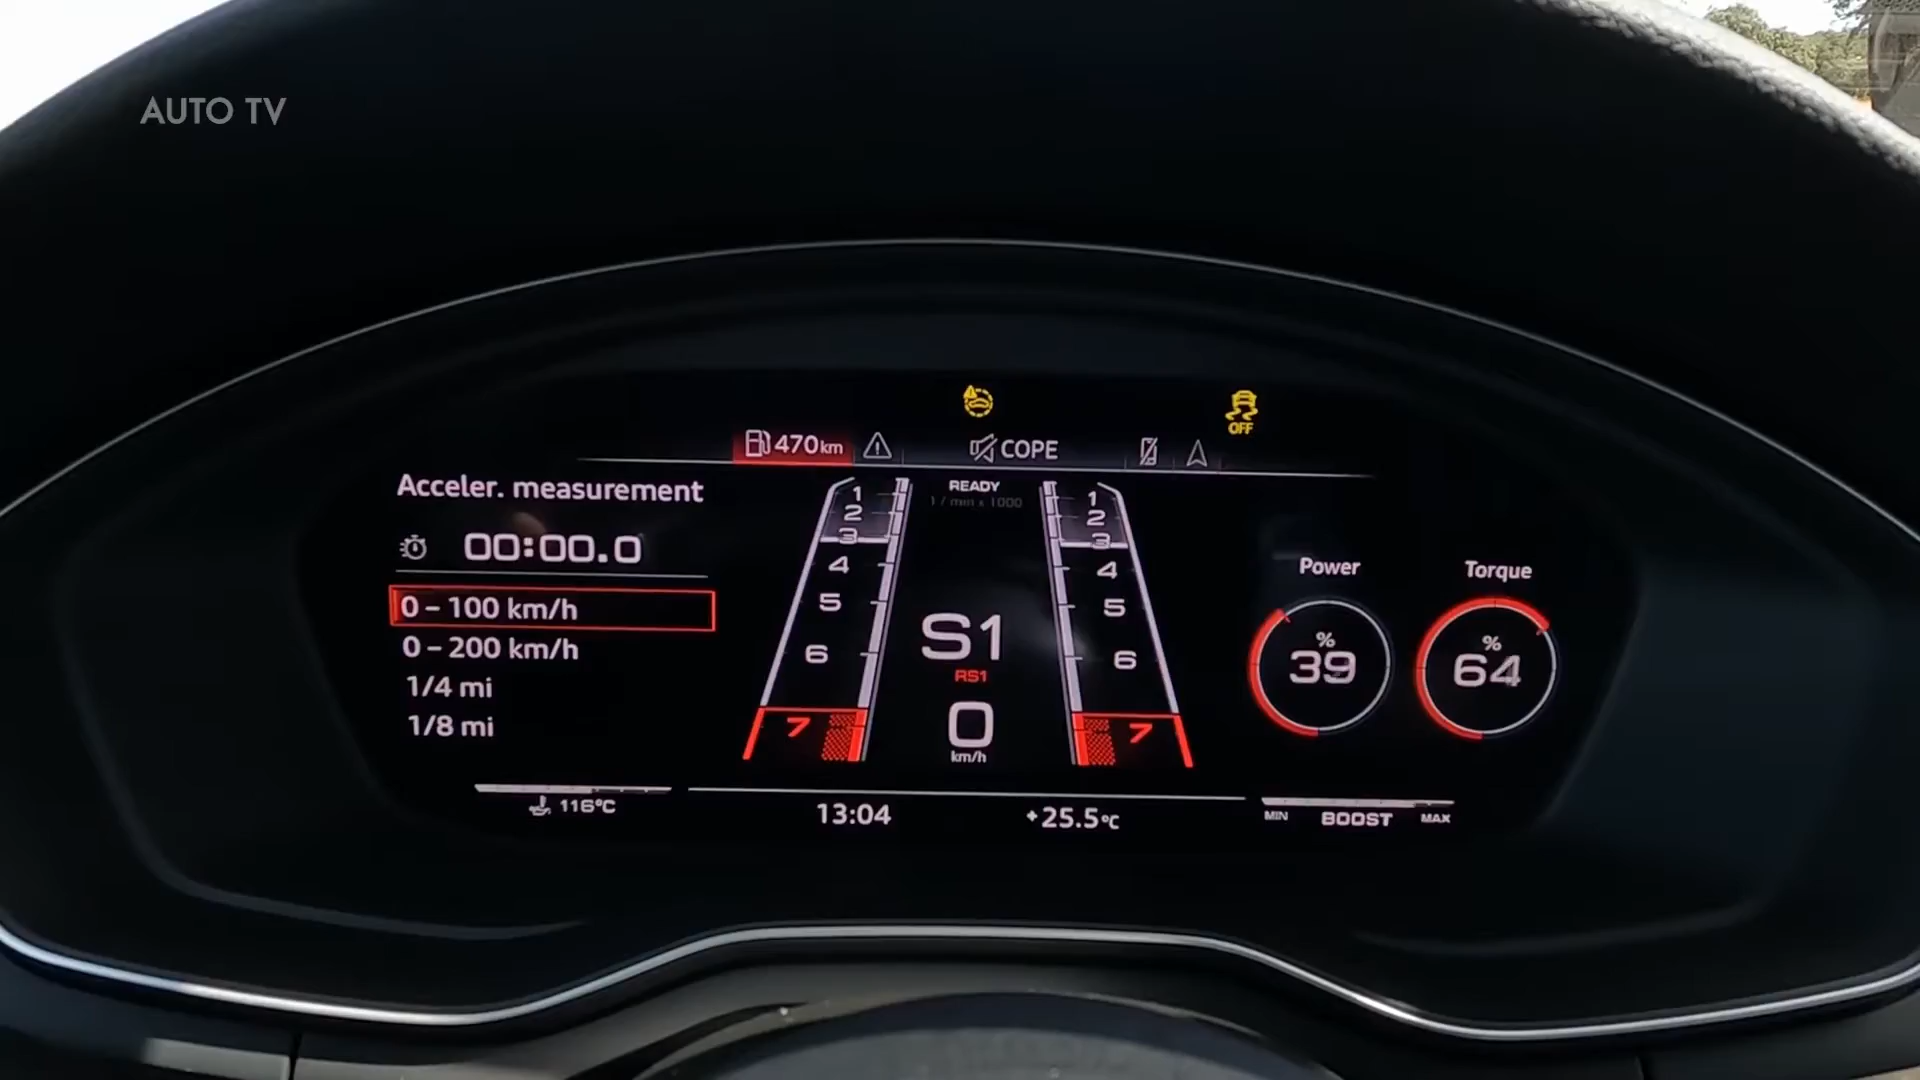 AUTO TV
OFF
470km COPE
Acceler. measurement
00:00.0
0 – 100 km/h
0 – 200 km/h
1/4 mi
1/8 mi
READY
1 / min x 1000
1
2
3
4
5
6
7
S1
RS1
0
km/h
1
2
3
4
5
6
7
Power
%
39
Torque
%
64
116°C
13:04
+25.5°C
MIN BOOST MAX